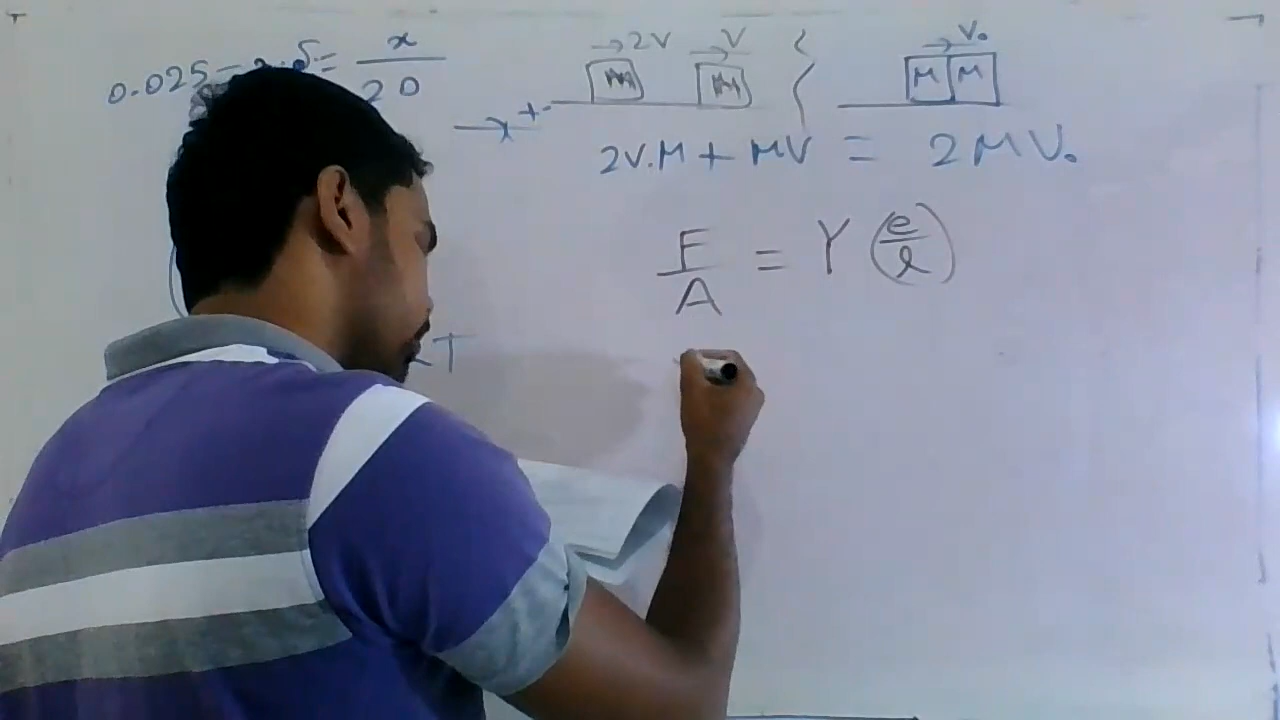 0.025 = x/20
→2V →V →V₀
M M M M
→x+
2V.M + MV = 2MV₀
F/A = Y(e/l)
T